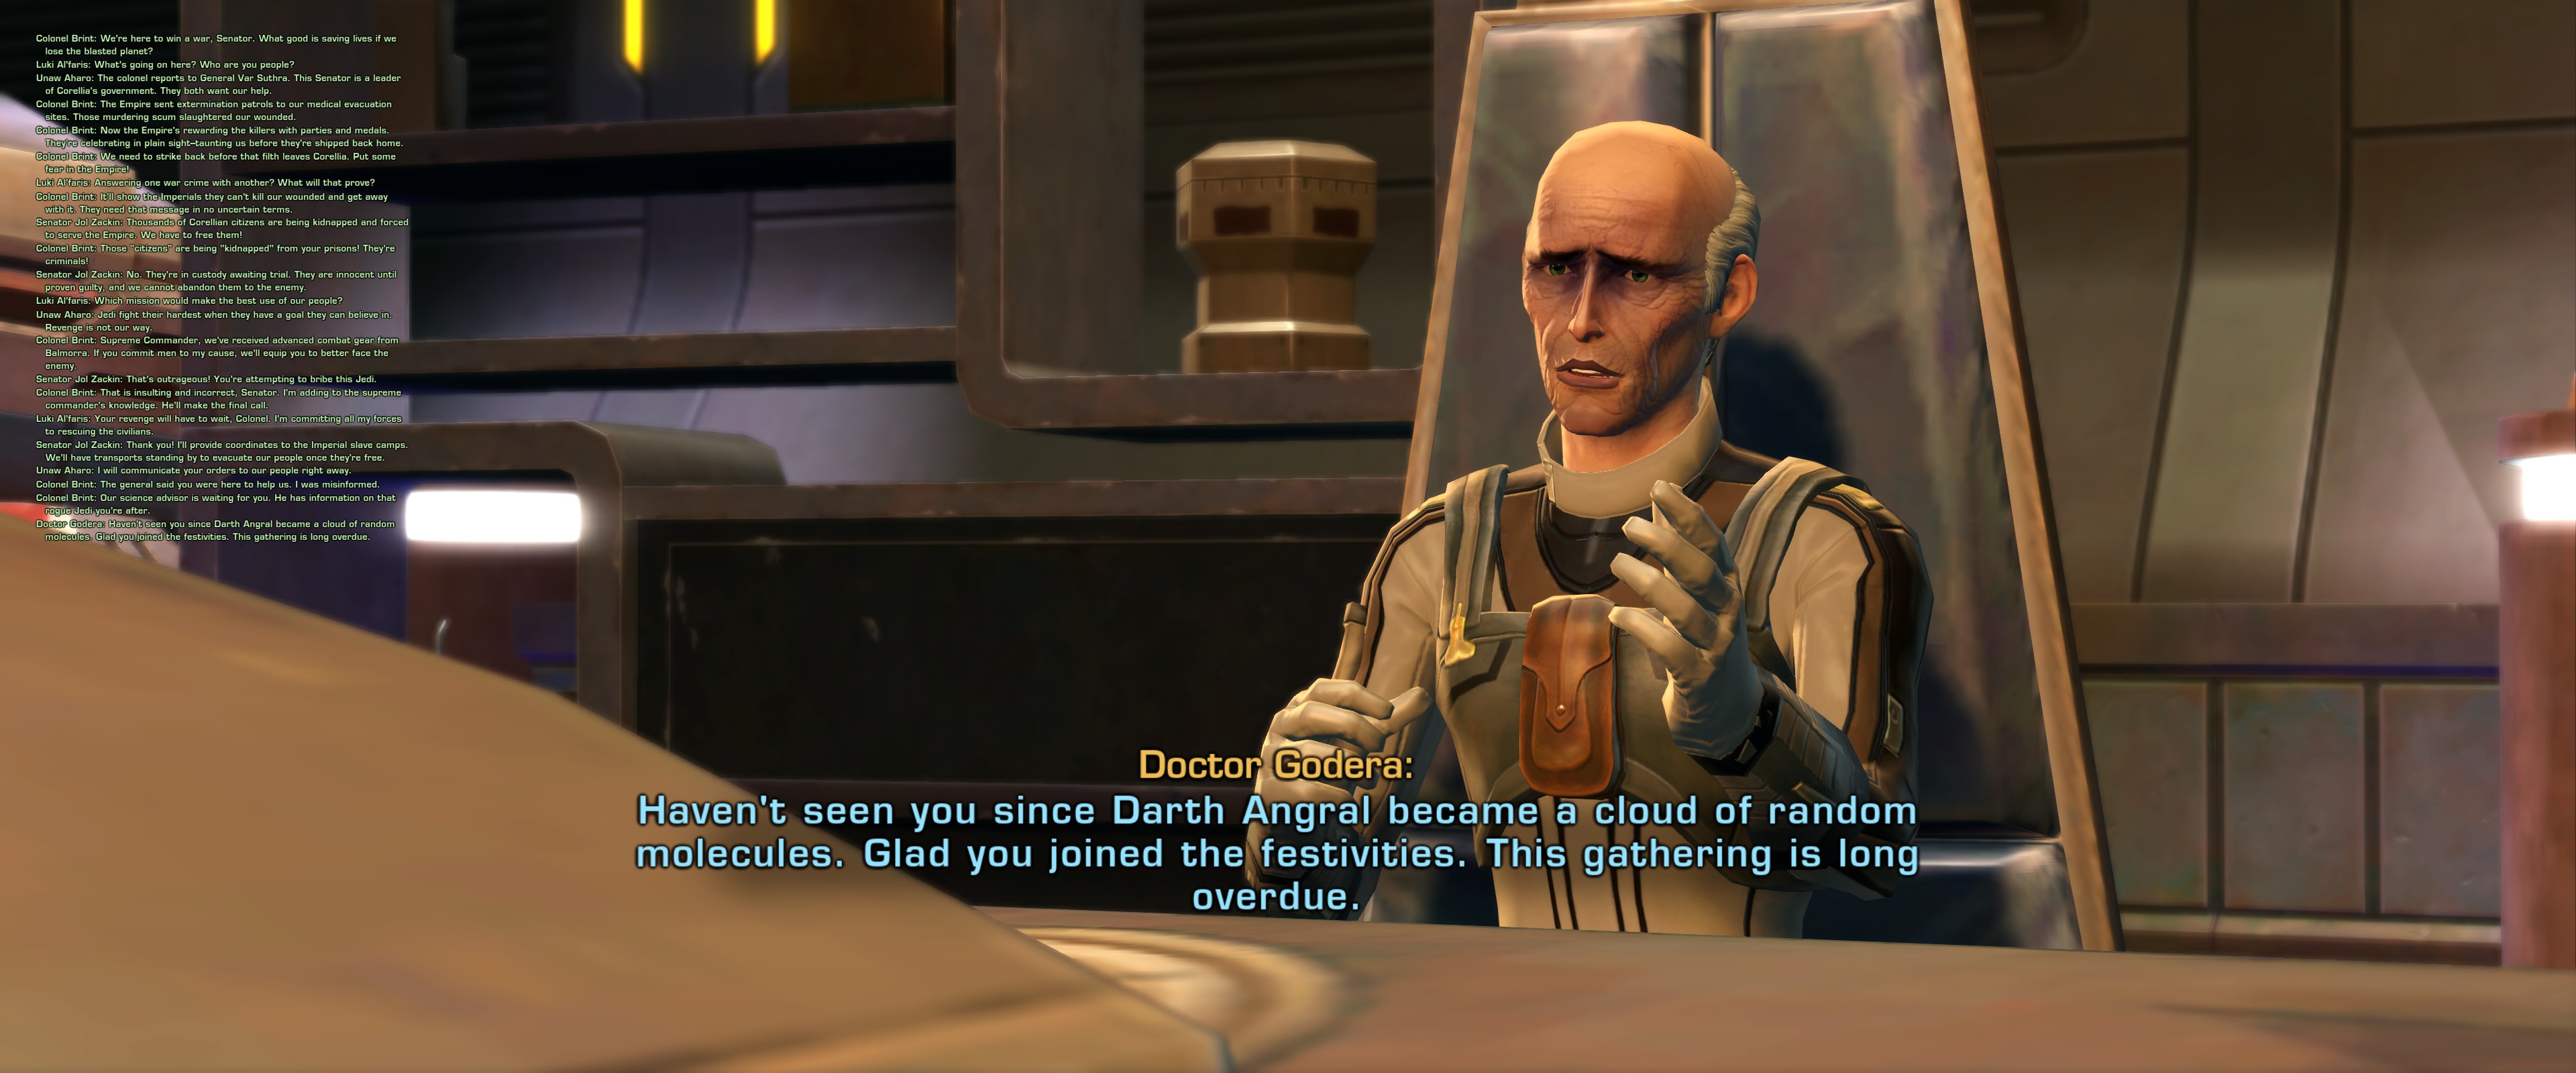 Colonel Brint: We're here to win a war, Senator. What good is saving lives if we
lose the blasted planet?
Luki Al'faris: What's going on here? Who are you people?
Unaw Aharo: The colonel reports to General Var Suthra. This Senator is a leader
of Corellia's government. They both want our help.
Colonel Brint: The Empire sent extermination patrols to our medical evacuation
sites. Those murdering scum slaughtered our wounded.
Colonel Brint: Now the Empire's rewarding the killers with parties and medals.
They're celebrating in plain sight–taunting us before they're shipped back home.
Colonel Brint: We need to strike back before that filth leaves Corellia. Put some
fear in the Empire!
Luki Al'faris: Answering one war crime with another? What will that prove?
Colonel Brint: It'll show the Imperials they can't kill our wounded and get away
with it. They need that message in no uncertain terms.
Senator Jol Zackin: Thousands of Corellian citizens are being kidnapped and forced
to serve the Empire. We have to free them!
Colonel Brint: Those "citizens" are being "kidnapped" from your prisons! They're
criminals!
Senator Jol Zackin: No. They're in custody awaiting trial. They are innocent until
proven guilty, and we cannot abandon them to the enemy.
Luki Al'faris: Which mission would make the best use of our people?
Unaw Aharo: Jedi fight their hardest when they have a goal they can believe in.
Revenge is not our way.
Colonel Brint: Supreme Commander, we've received advanced combat gear from
Balmorra. If you commit men to my cause, we'll equip you to better face the
enemy.
Senator Jol Zackin: That's outrageous! You're attempting to bribe this Jedi.
Colonel Brint: That is insulting and incorrect, Senator. I'm adding to the supreme
commander's knowledge. He'll make the final call.
Luki Al'faris: Your revenge will have to wait, Colonel. I'm committing all my forces
to rescuing the civilians.
Senator Jol Zackin: Thank you! I'll provide coordinates to the Imperial slave camps.
We'll have transports standing by to evacuate our people once they're free.
Unaw Aharo: I will communicate your orders to our people right away.
Colonel Brint: The general said you were here to help us. I was misinformed.
Colonel Brint: Our science advisor is waiting for you. He has information on that
rogue Jedi you're after.
Doctor Godera: Haven't seen you since Darth Angral became a cloud of random
molecules. Glad you joined the festivities. This gathering is long overdue.
Doctor Godera:
Haven't seen you since Darth Angral became a cloud of random
molecules. Glad you joined the festivities. This gathering is long
overdue.